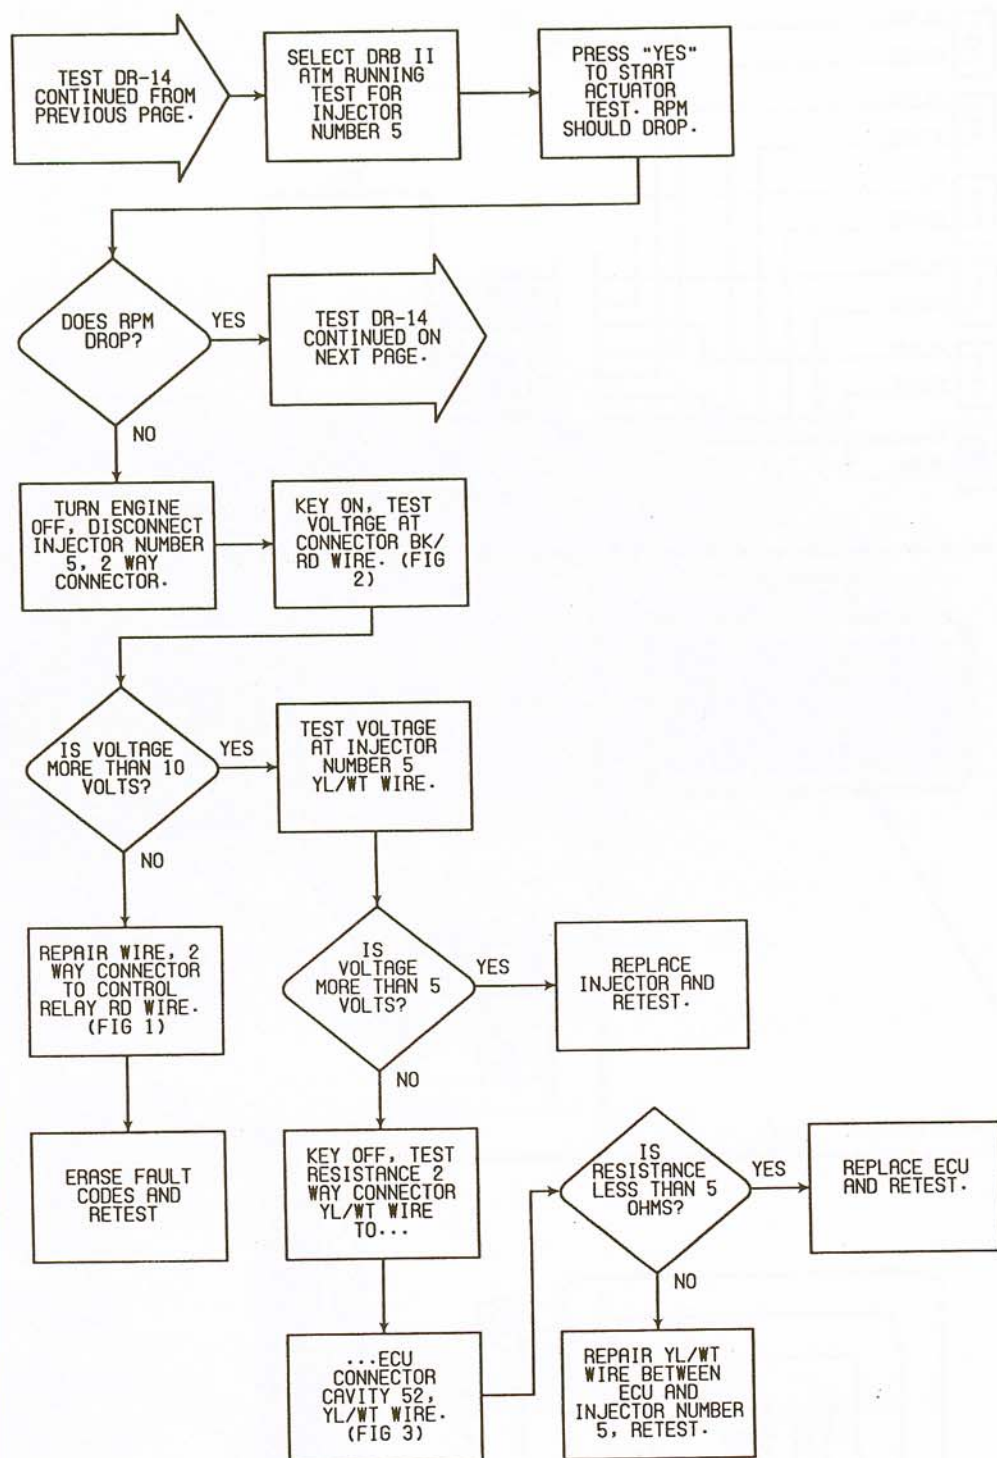 TEST DR-14
CONTINUED FROM
PREVIOUS PAGE.
SELECT DRB II
ATM RUNNING
TEST FOR
INJECTOR
NUMBER 5
PRESS "YES"
TO START
ACTUATOR
TEST. RPM
SHOULD DROP.
DOES RPM
DROP?
YES
TEST DR-14
CONTINUED ON
NEXT PAGE.
NO
TURN ENGINE
OFF, DISCONNECT
INJECTOR NUMBER
5, 2 WAY
CONNECTOR.
KEY ON, TEST
VOLTAGE AT
CONNECTOR BK/
RD WIRE. (FIG
2)
IS VOLTAGE
MORE THAN 10
VOLTS?
YES
TEST VOLTAGE
AT INJECTOR
NUMBER 5
YL/WT WIRE.
NO
REPAIR WIRE, 2
WAY CONNECTOR
TO CONTROL
RELAY RD WIRE.
(FIG 1)
IS
VOLTAGE
MORE THAN 5
VOLTS?
YES
REPLACE
INJECTOR AND
RETEST.
NO
ERASE FAULT
CODES AND
RETEST
KEY OFF, TEST
RESISTANCE 2
WAY CONNECTOR
YL/WT WIRE
TO...
...ECU
CONNECTOR
CAVITY 52,
YL/WT WIRE.
(FIG 3)
IS
RESISTANCE
LESS THAN 5
OHMS?
YES
REPLACE ECU
AND RETEST.
NO
REPAIR YL/WT
WIRE BETWEEN
ECU AND
INJECTOR NUMBER
5, RETEST.